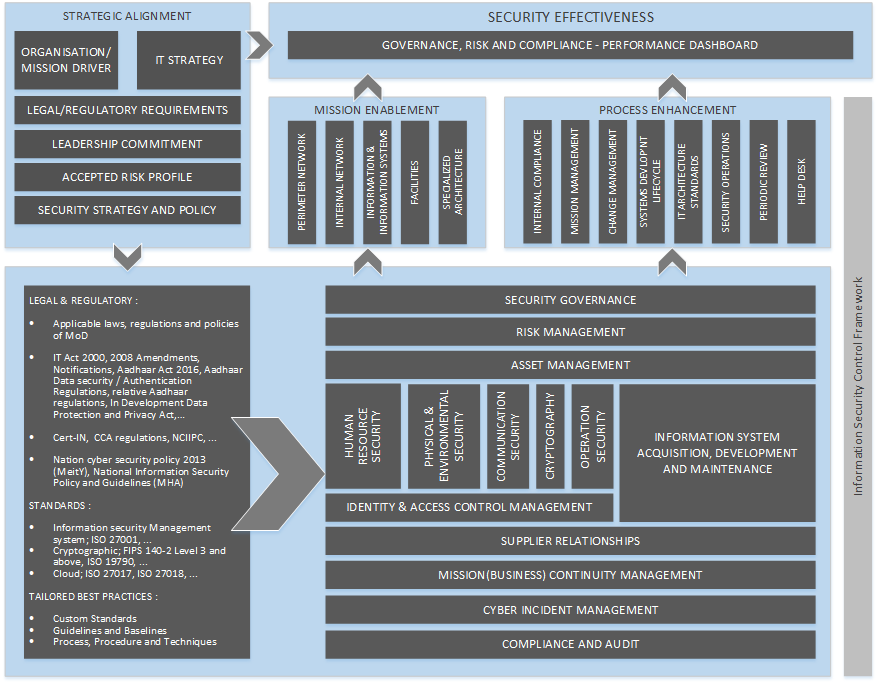 STRATEGIC ALIGNMENT
ORGANISATION/
MISSION DRIVER
IT STRATEGY
LEGAL/REGULATORY REQUIREMENTS
LEADERSHIP COMMITMENT
ACCEPTED RISK PROFILE
SECURITY STRATEGY AND POLICY
SECURITY EFFECTIVENESS
GOVERNANCE, RISK AND COMPLIANCE - PERFORMANCE DASHBOARD
MISSION ENABLEMENT
PERIMETER NETWORK
INTERNAL NETWORK
INFORMATION &
INFORMATION SYSTEMS
FACILITIES
SPECIALIZED
ARCHITECTURE
PROCESS ENHANCEMENT
INTERNAL COMPLIANCE
MISSION MANAGEMENT
CHANGE MANAGEMENT
SYSTEMS DEVLOP'NT
LIFECYCLE
IT ARCHITECTURE
STANDARDS
SECURITY OPERATIONS
PERIODIC REVIEW
HELP DESK
LEGAL & REGULATORY :
• Applicable laws, regulations and policies
of MoD
• IT Act 2000, 2008 Amendments,
Notifications, Aadhaar Act 2016, Aadhaar
Data security / Authentication
Regulations, relative Aadhaar
regulations, In Development Data
Protection and Privacy Act,...
• Cert-IN, CCA regulations, NCIIPC, ...
• Nation cyber security policy 2013
(MeitY), National Information Security
Policy and Guidelines (MHA)
STANDARDS :
• Information security Management
system; ISO 27001, ...
• Cryptographic; FIPS 140-2 Level 3 and
above, ISO 19790, ...
• Cloud; ISO 27017, ISO 27018, ...
TAILORED BEST PRACTICES :
• Custom Standards
• Guidelines and Baselines
• Process, Procedure and Techniques
SECURITY GOVERNANCE
RISK MANAGEMENT
ASSET MANAGEMENT
HUMAN
RESOURCE
SECURITY
PHYSICAL &
ENVIRONMENTAL
SECURITY
COMMUNICATION
SECURITY
CRYPTOGRAPHY
OPERATION
SECURITY
INFORMATION SYSTEM
ACQUISITION, DEVELOPMENT
AND MAINTENANCE
IDENTITY & ACCESS CONTROL MANAGEMENT
SUPPLIER RELATIONSHIPS
MISSION(BUSINESS) CONTINUITY MANAGEMENT
CYBER INCIDENT MANAGEMENT
COMPLIANCE AND AUDIT
Information Security Control Framework